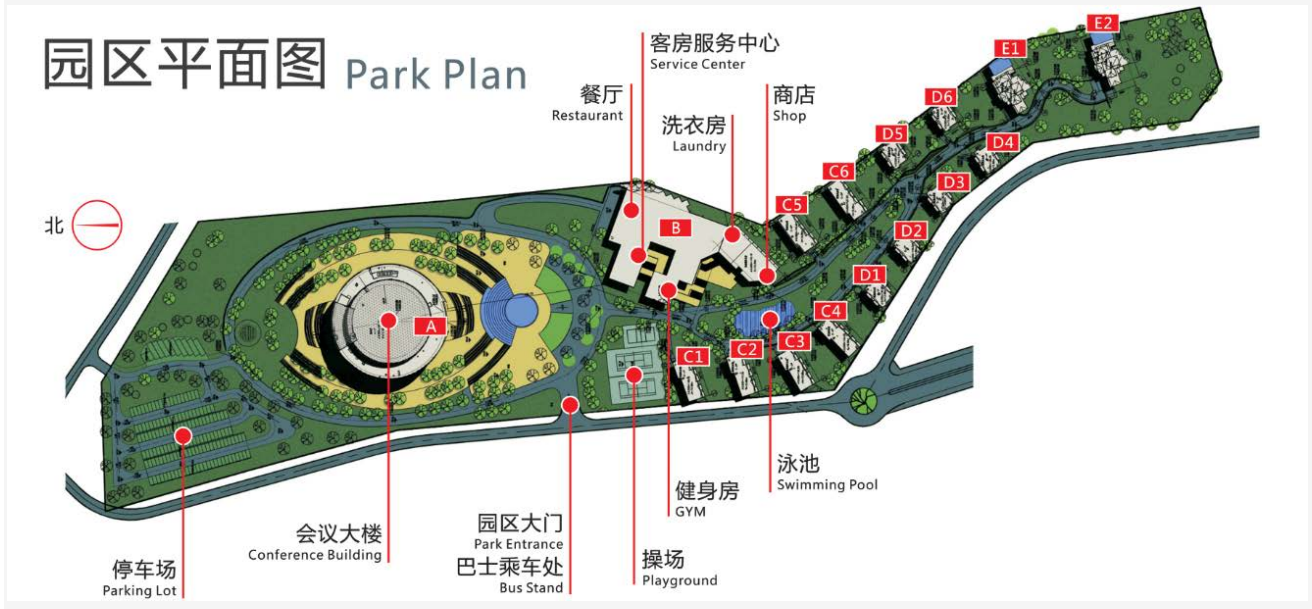 园区平面图 Park Plan
客房服务中心
Service Center
餐厅
Restaurant
商店
Shop
洗衣房
Laundry
北
E2
E1
D6
D5
D4
C6
D3
C5
B
D2
D1
A
C4
C3
C2
C1
泳池
Swimming Pool
健身房
GYM
园区大门
Park Entrance
会议大楼
Conference Building
操场
Playground
巴士乘车处
Bus Stand
停车场
Parking Lot